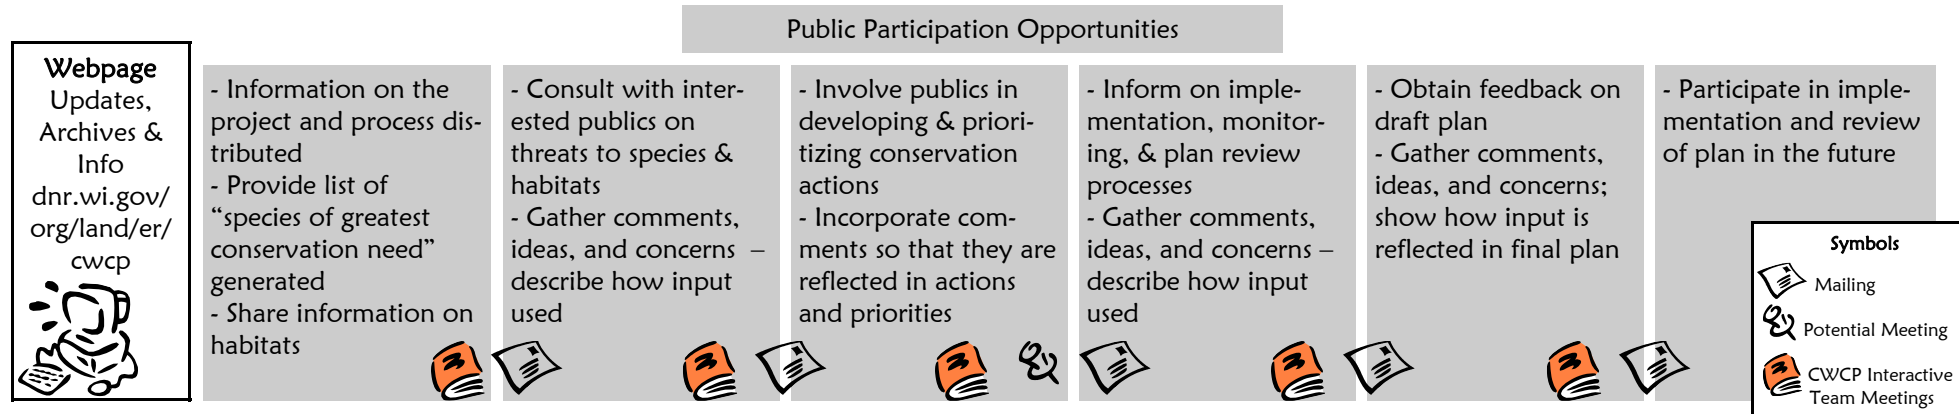 Public Participation Opportunities
Webpage
Updates,
Archives &
Info
dnr.wi.gov/
org/land/er/
cwcp
- Information on the
project and process dis-
tributed
- Provide list of
“species of greatest
conservation need”
generated
- Share information on
habitats
- Consult with inter-
ested publics on
threats to species &
habitats
- Gather comments,
ideas, and concerns –
describe how input
used
- Involve publics in
developing & priori-
tizing conservation
actions
- Incorporate com-
ments so that they are
reflected in actions
and priorities
- Inform on imple-
mentation, monitor-
ing, & plan review
processes
- Gather comments,
ideas, and concerns –
describe how input
used
- Obtain feedback on
draft plan
- Gather comments,
ideas, and concerns;
show how input is
reflected in final plan
- Participate in imple-
mentation and review
of plan in the future
Symbols
Mailing
Potential Meeting
CWCP Interactive
Team Meetings